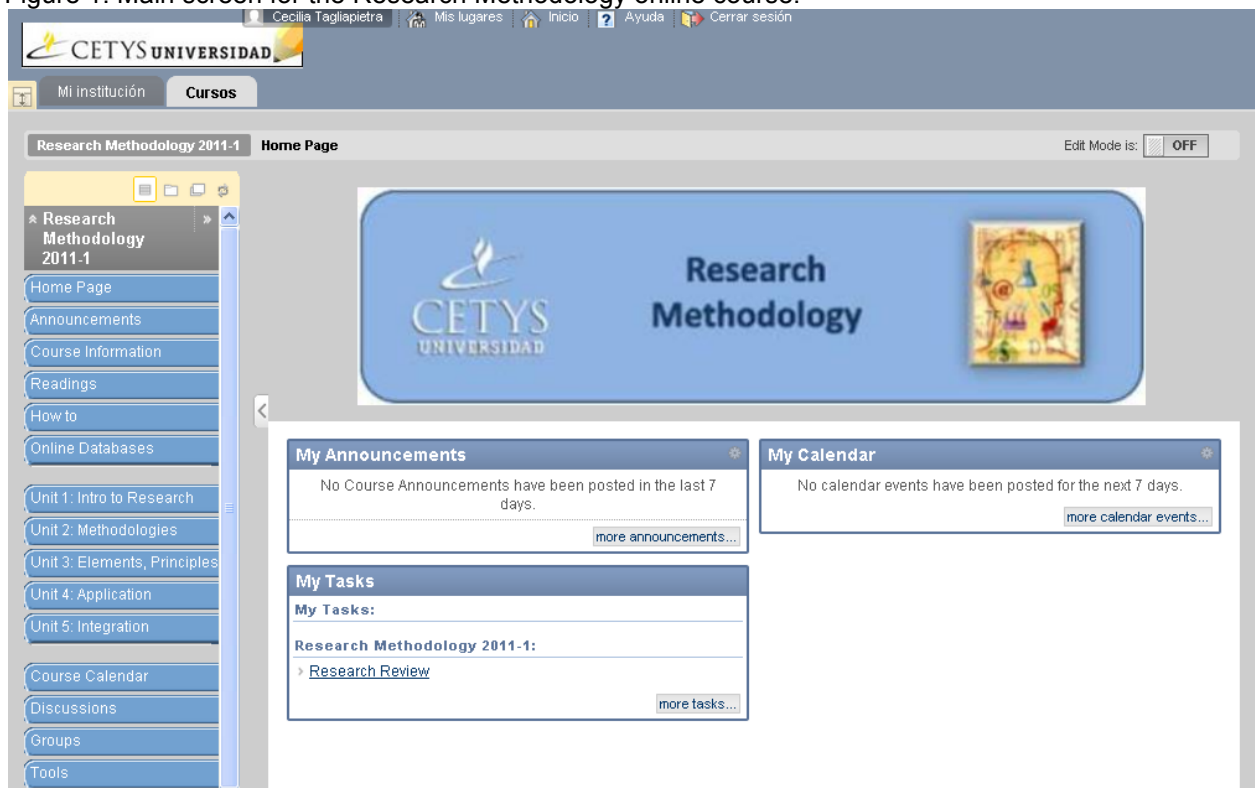 Figure 1. Main screen for the Research Methodology online course.
Cecilia Tagliapietra Mis lugares Inicio Ayuda Cerrar sesión
CETYS UNIVERSIDAD
Mi institución Cursos
Research Methodology 2011-1 Home Page Edit Mode is: OFF
Research
Methodology
2011-1
Home Page
Announcements
Course Information
Readings
How to
Online Databases
Unit 1: Intro to Research
Unit 2: Methodologies
Unit 3: Elements, Principles
Unit 4: Application
Unit 5: Integration
Course Calendar
Discussions
Groups
Tools
CETYS
UNIVERSIDAD
Research
Methodology
My Announcements
No Course Announcements have been posted in the last 7
days.
more announcements...
My Calendar
No calendar events have been posted for the next 7 days.
more calendar events...
My Tasks
My Tasks:
Research Methodology 2011-1:
Research Review
more tasks...